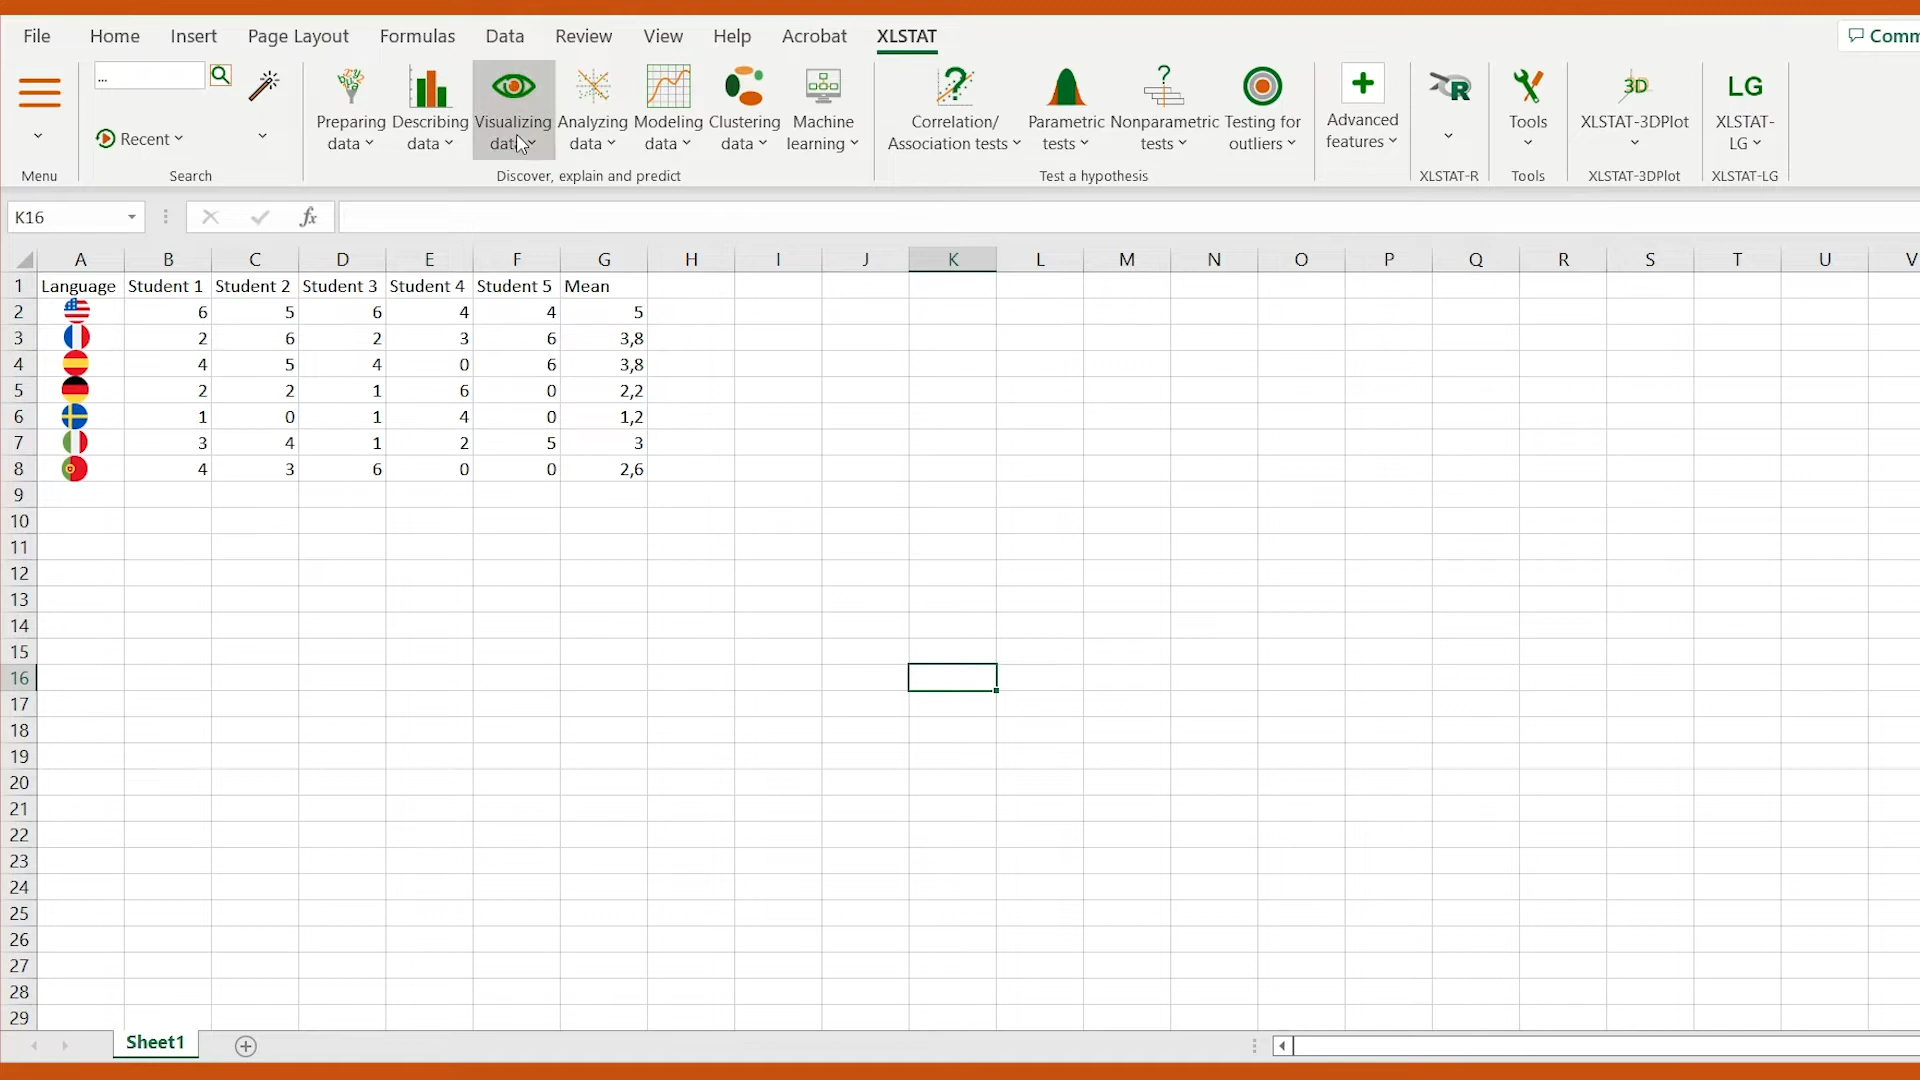 File Home Insert Page Layout Formulas Data Review View Help Acrobat XLSTAT Comm
...
Recent
Menu
Search
Preparing data
Describing data
Visualizing data
Analyzing data
Modeling data
Clustering data
Machine learning
Discover, explain and predict
Correlation/ Association tests
Parametric tests
Nonparametric tests
Testing for outliers
Test a hypothesis
Advanced features
R
XLSTAT-R
Tools
Tools
3D
XLSTAT-3DPlot
XLSTAT-3DPlot
LG
XLSTAT-LG
XLSTAT-LG
K16 fx
A B C D E F G H I J K L M N O P Q R S T U V
1 Language Student 1 Student 2 Student 3 Student 4 Student 5 Mean
2 6 5 6 4 4 5
3 2 6 2 3 6 3,8
4 4 5 4 0 6 3,8
5 2 2 1 6 0 2,2
6 1 0 1 4 0 1,2
7 3 4 1 2 5 3
8 4 3 6 0 0 2,6
9
10
11
12
13
14
15
16
17
18
19
20
21
22
23
24
25
26
27
28
29
Sheet1